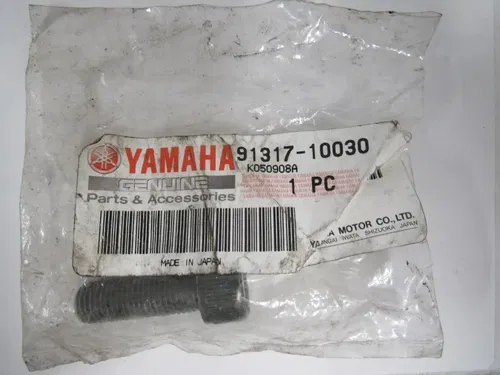 YAMAHA 91317-10030
K050908A
GENUINE
1 PC
Parts & Accessories
A MOTOR CO., LTD.
IWATA SHIZUOKA JAPAN
MADE IN JAPAN